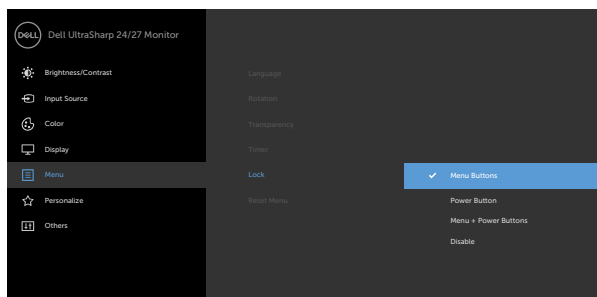 DELL
Dell UltraSharp 24/27 Monitor
Brightness/Contrast
Input Source
Color
Display
Menu
Personalize
Others
Language
Rotation
Transparency
Timer
Lock
Reset Menu
Menu Buttons
Power Button
Menu + Power Buttons
Disable